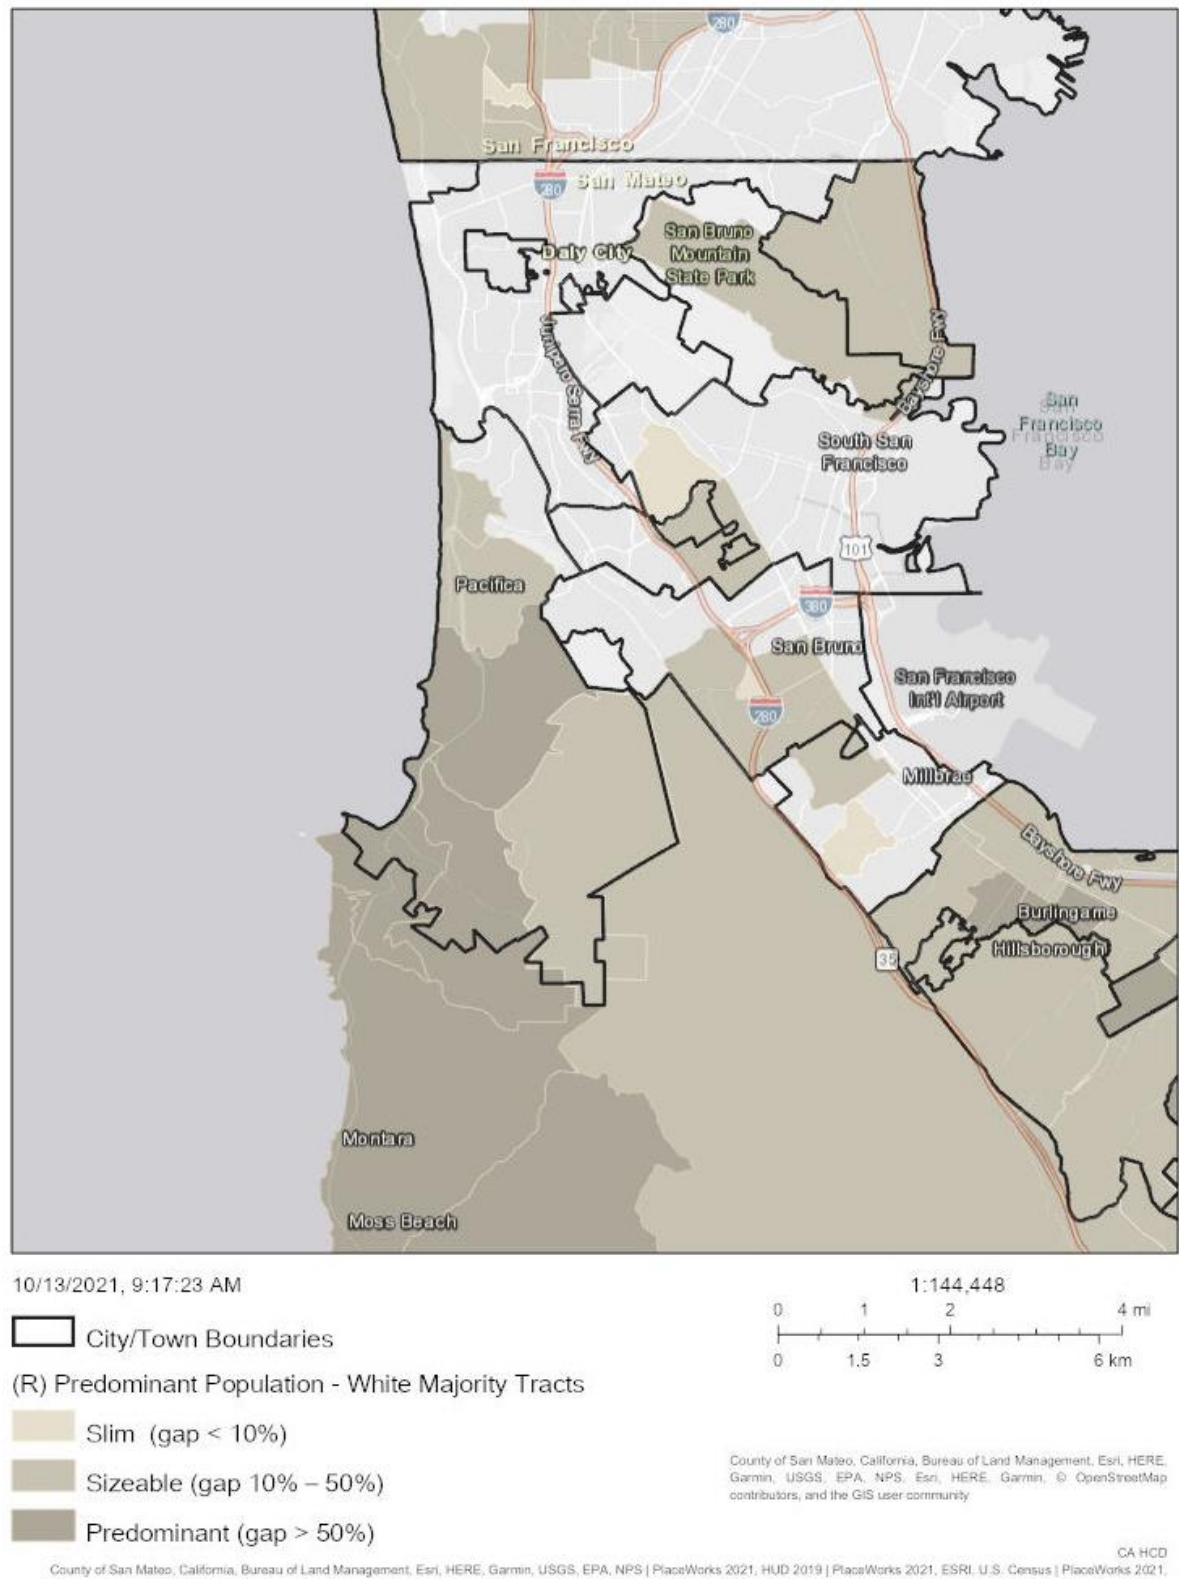 280
San Francisco
San Mateo
280
San Bruno
Mountain
State Park
Daly City
Junipero Serra Fwy
Bayshore Fwy
San
Francisco
Bay
San
Francisco
Bay
South San
Francisco
101
Pacifica
380
San Bruno
San Francisco
Int'l Airport
280
Millbrae
Bayshore Fwy
Burlingame
Hillsborough
35
Montara
Moss Beach
10/13/2021, 9:17:23 AM
1:144,448
0 1 2 4 mi
0 1.5 3 6 km
City/Town Boundaries
(R) Predominant Population - White Majority Tracts
Slim (gap < 10%)
Sizeable (gap 10% – 50%)
Predominant (gap > 50%)
County of San Mateo, California, Bureau of Land Management, Esri, HERE,
Garmin, USGS, EPA, NPS, Esri, HERE, Garmin, © OpenStreetMap
contributors, and the GIS user community
CA HCD
County of San Mateo, California, Bureau of Land Management, Esri, HERE, Garmin, USGS, EPA, NPS | PlaceWorks 2021, HUD 2019 | PlaceWorks 2021, ESRI, U.S. Census | PlaceWorks 2021,